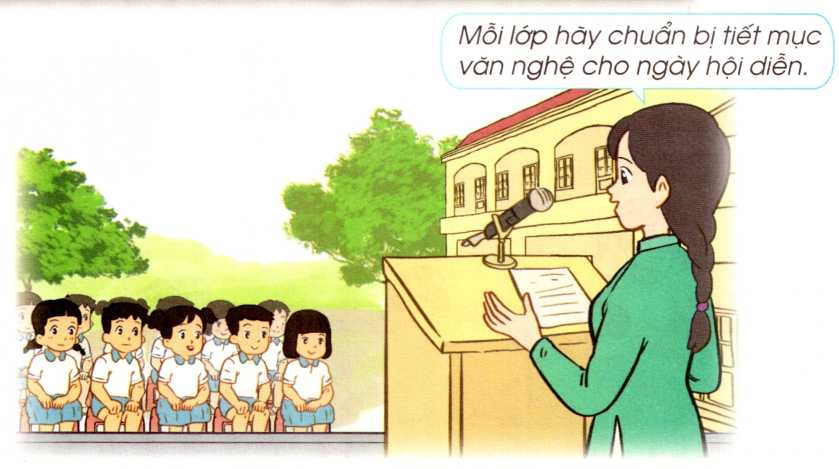 Mỗi lớp hãy chuẩn bị tiết mục
văn nghệ cho ngày hội diễn.